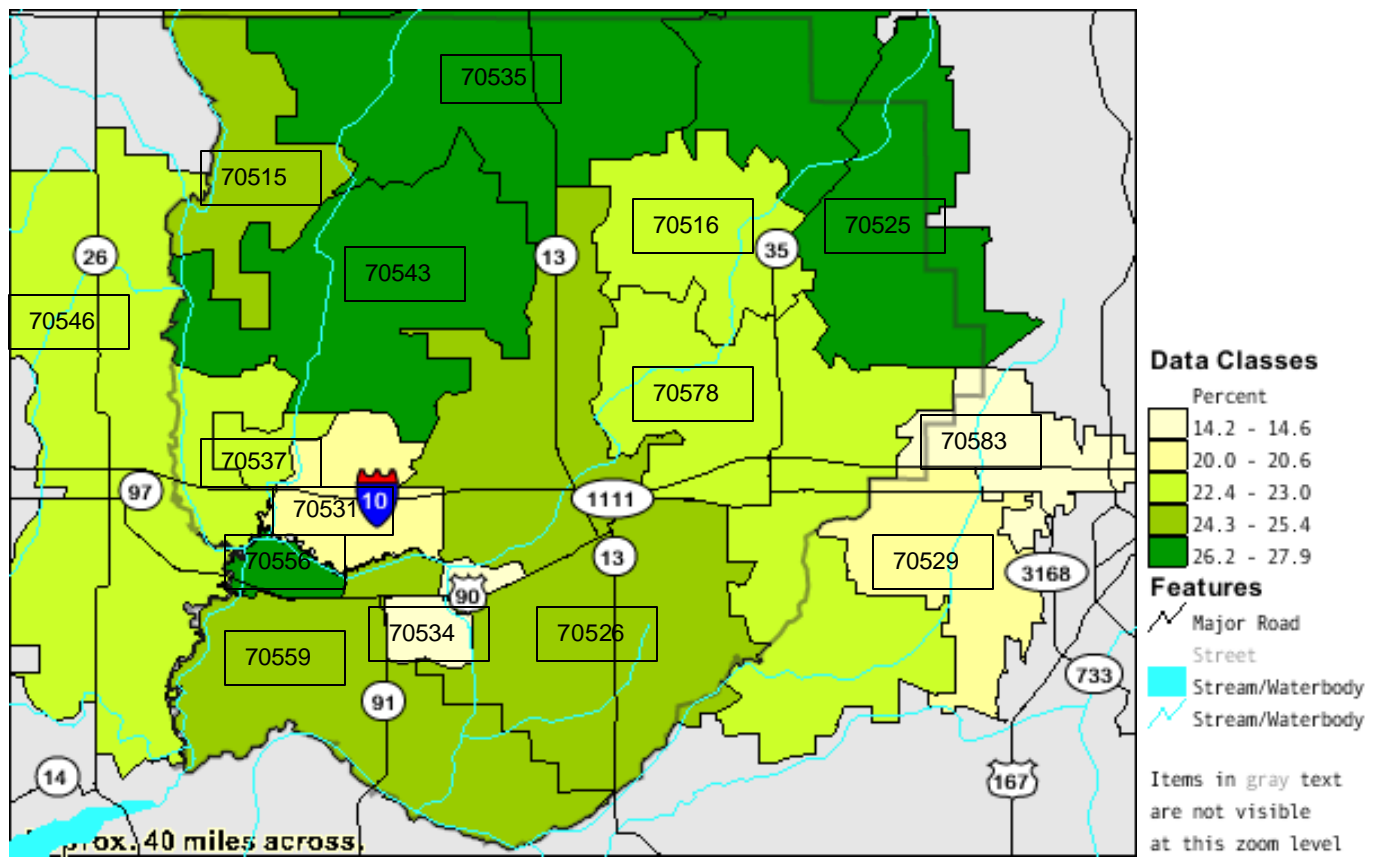 70535
70515
70516
70525
26
13
35
70543
70546
Data Classes
Percent
14.2 - 14.6
20.0 - 20.6
22.4 - 23.0
24.3 - 25.4
26.2 - 27.9
70578
70583
70537
97
10
1111
70531
70556
13
70529
3168
90
Features
Major Road
Street
Stream/Waterbody
Stream/Waterbody
70534
70526
70559
733
91
14
167
Items in gray text
are not visible
at this zoom level
40 miles across.